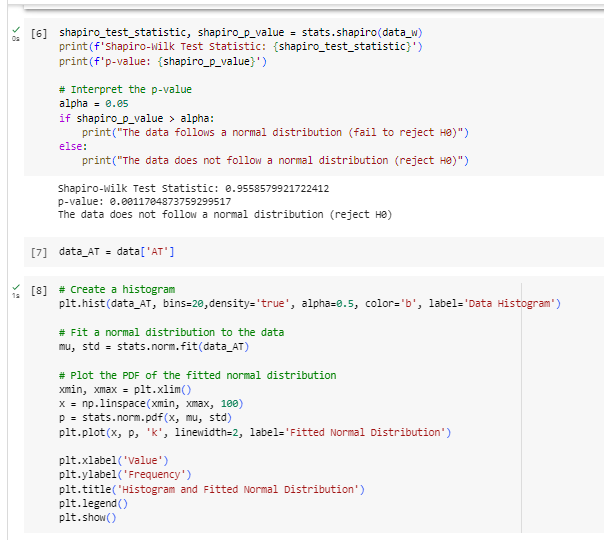 [6] shapiro_test_statistic, shapiro_p_value = stats.shapiro(data_w)
print(f'Shapiro-Wilk Test Statistic: {shapiro_test_statistic}')
print(f'p-value: {shapiro_p_value}')
# Interpret the p-value
alpha = 0.05
if shapiro_p_value > alpha:
    print("The data follows a normal distribution (fail to reject H0)")
else:
    print("The data does not follow a normal distribution (reject H0)")
0s
Shapiro-Wilk Test Statistic: 0.9558579921722412
p-value: 0.0011704873759299517
The data does not follow a normal distribution (reject H0)
[7] data_AT = data['AT']
[8] # Create a histogram
1s
plt.hist(data_AT, bins=20,density='true', alpha=0.5, color='b', label='Data Histogram')
# Fit a normal distribution to the data
mu, std = stats.norm.fit(data_AT)
# Plot the PDF of the fitted normal distribution
xmin, xmax = plt.xlim()
x = np.linspace(xmin, xmax, 100)
p = stats.norm.pdf(x, mu, std)
plt.plot(x, p, 'k', linewidth=2, label='Fitted Normal Distribution')
plt.xlabel('Value')
plt.ylabel('Frequency')
plt.title('Histogram and Fitted Normal Distribution')
plt.legend()
plt.show()